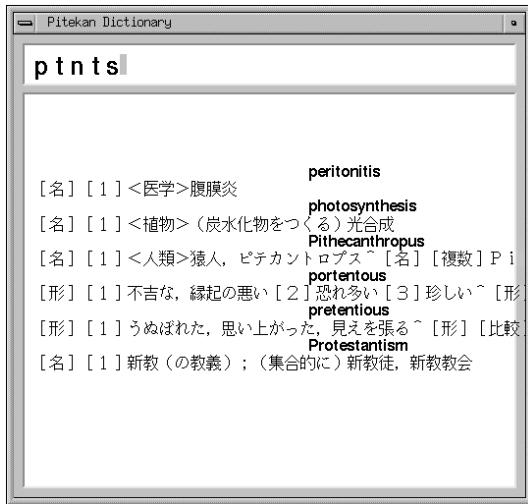 Pitekan Dictionary
ptnts
peritonitis
[名] [1]<医学>腹膜炎
photosynthesis
[名] [1]<植物>(炭水化物をつくる)光合成
Pithecanthropus
[名] [1]<人類>猿人, ピテカントロプス^ [名] [複数] Pi
portentous
[形] [1]不吉な, 縁起の悪い [2] 恐れ多い [3] 珍しい^ [形]
pretentious
[形] [1]うぬぼれた, 思い上がった, 見えを張る^ [形] [比較]
Protestantism
[名] [1]新教(の教義);(集合的に)新教徒, 新教教会